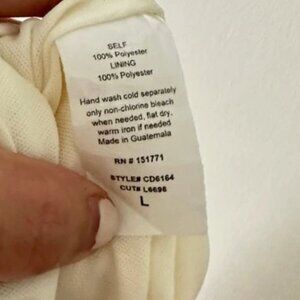 SELF
100% Polyester
LINING
100% Polyester
Hand wash cold separately
only non-chlorine bleach
when needed, flat dry,
warm iron if needed
Made in Guatemala
RN # 151771
STYLE# CD6164
CUT# L6696
L